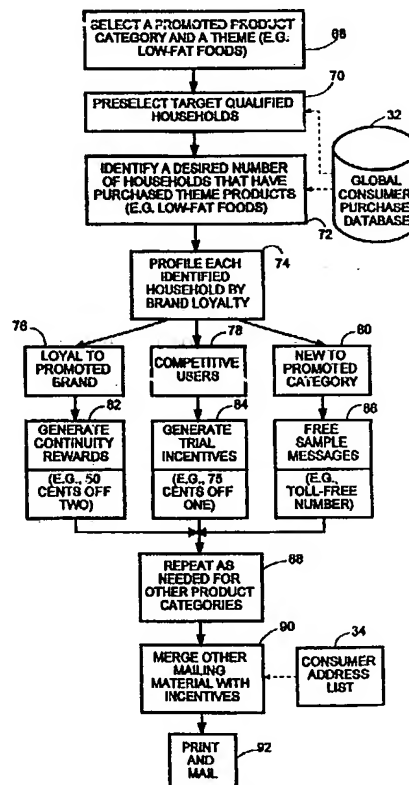 SELECT A PROMOTED PRODUCT
CATEGORY AND A THEME (E.G.
LOW-FAT FOODS)
68
70
PRESELECT TARGET QUALIFIED
HOUSEHOLDS
32
IDENTIFY A DESIRED NUMBER
OF HOUSEHOLDS THAT HAVE
PURCHASED THEME PRODUCTS
(E.G. LOW-FAT FOODS)
GLOBAL
CONSUMER
PURCHASE
DATABASE
72
74
PROFILE EACH
IDENTIFIED
HOUSEHOLD BY
BRAND LOYALTY
76
78
80
LOYAL TO
PROMOTED
BRAND
COMPETITIVE
USERS
NEW TO
PROMOTED
CATEGORY
82
84
86
GENERATE
CONTINUITY
REWARDS
(E.G., 50
CENTS OFF
TWO)
GENERATE
TRIAL
INCENTIVES
(E.G., 75
CENTS OFF
ONE)
FREE
SAMPLE
MESSAGES
(E.G.,
TOLL-FREE
NUMBER)
88
REPEAT AS
NEEDED FOR
OTHER PRODUCT
CATEGORIES
90
34
MERGE OTHER
MAILING
MATERIAL WITH
INCENTIVES
CONSUMER
ADDRESS
LIST
PRINT
AND
MAIL
92